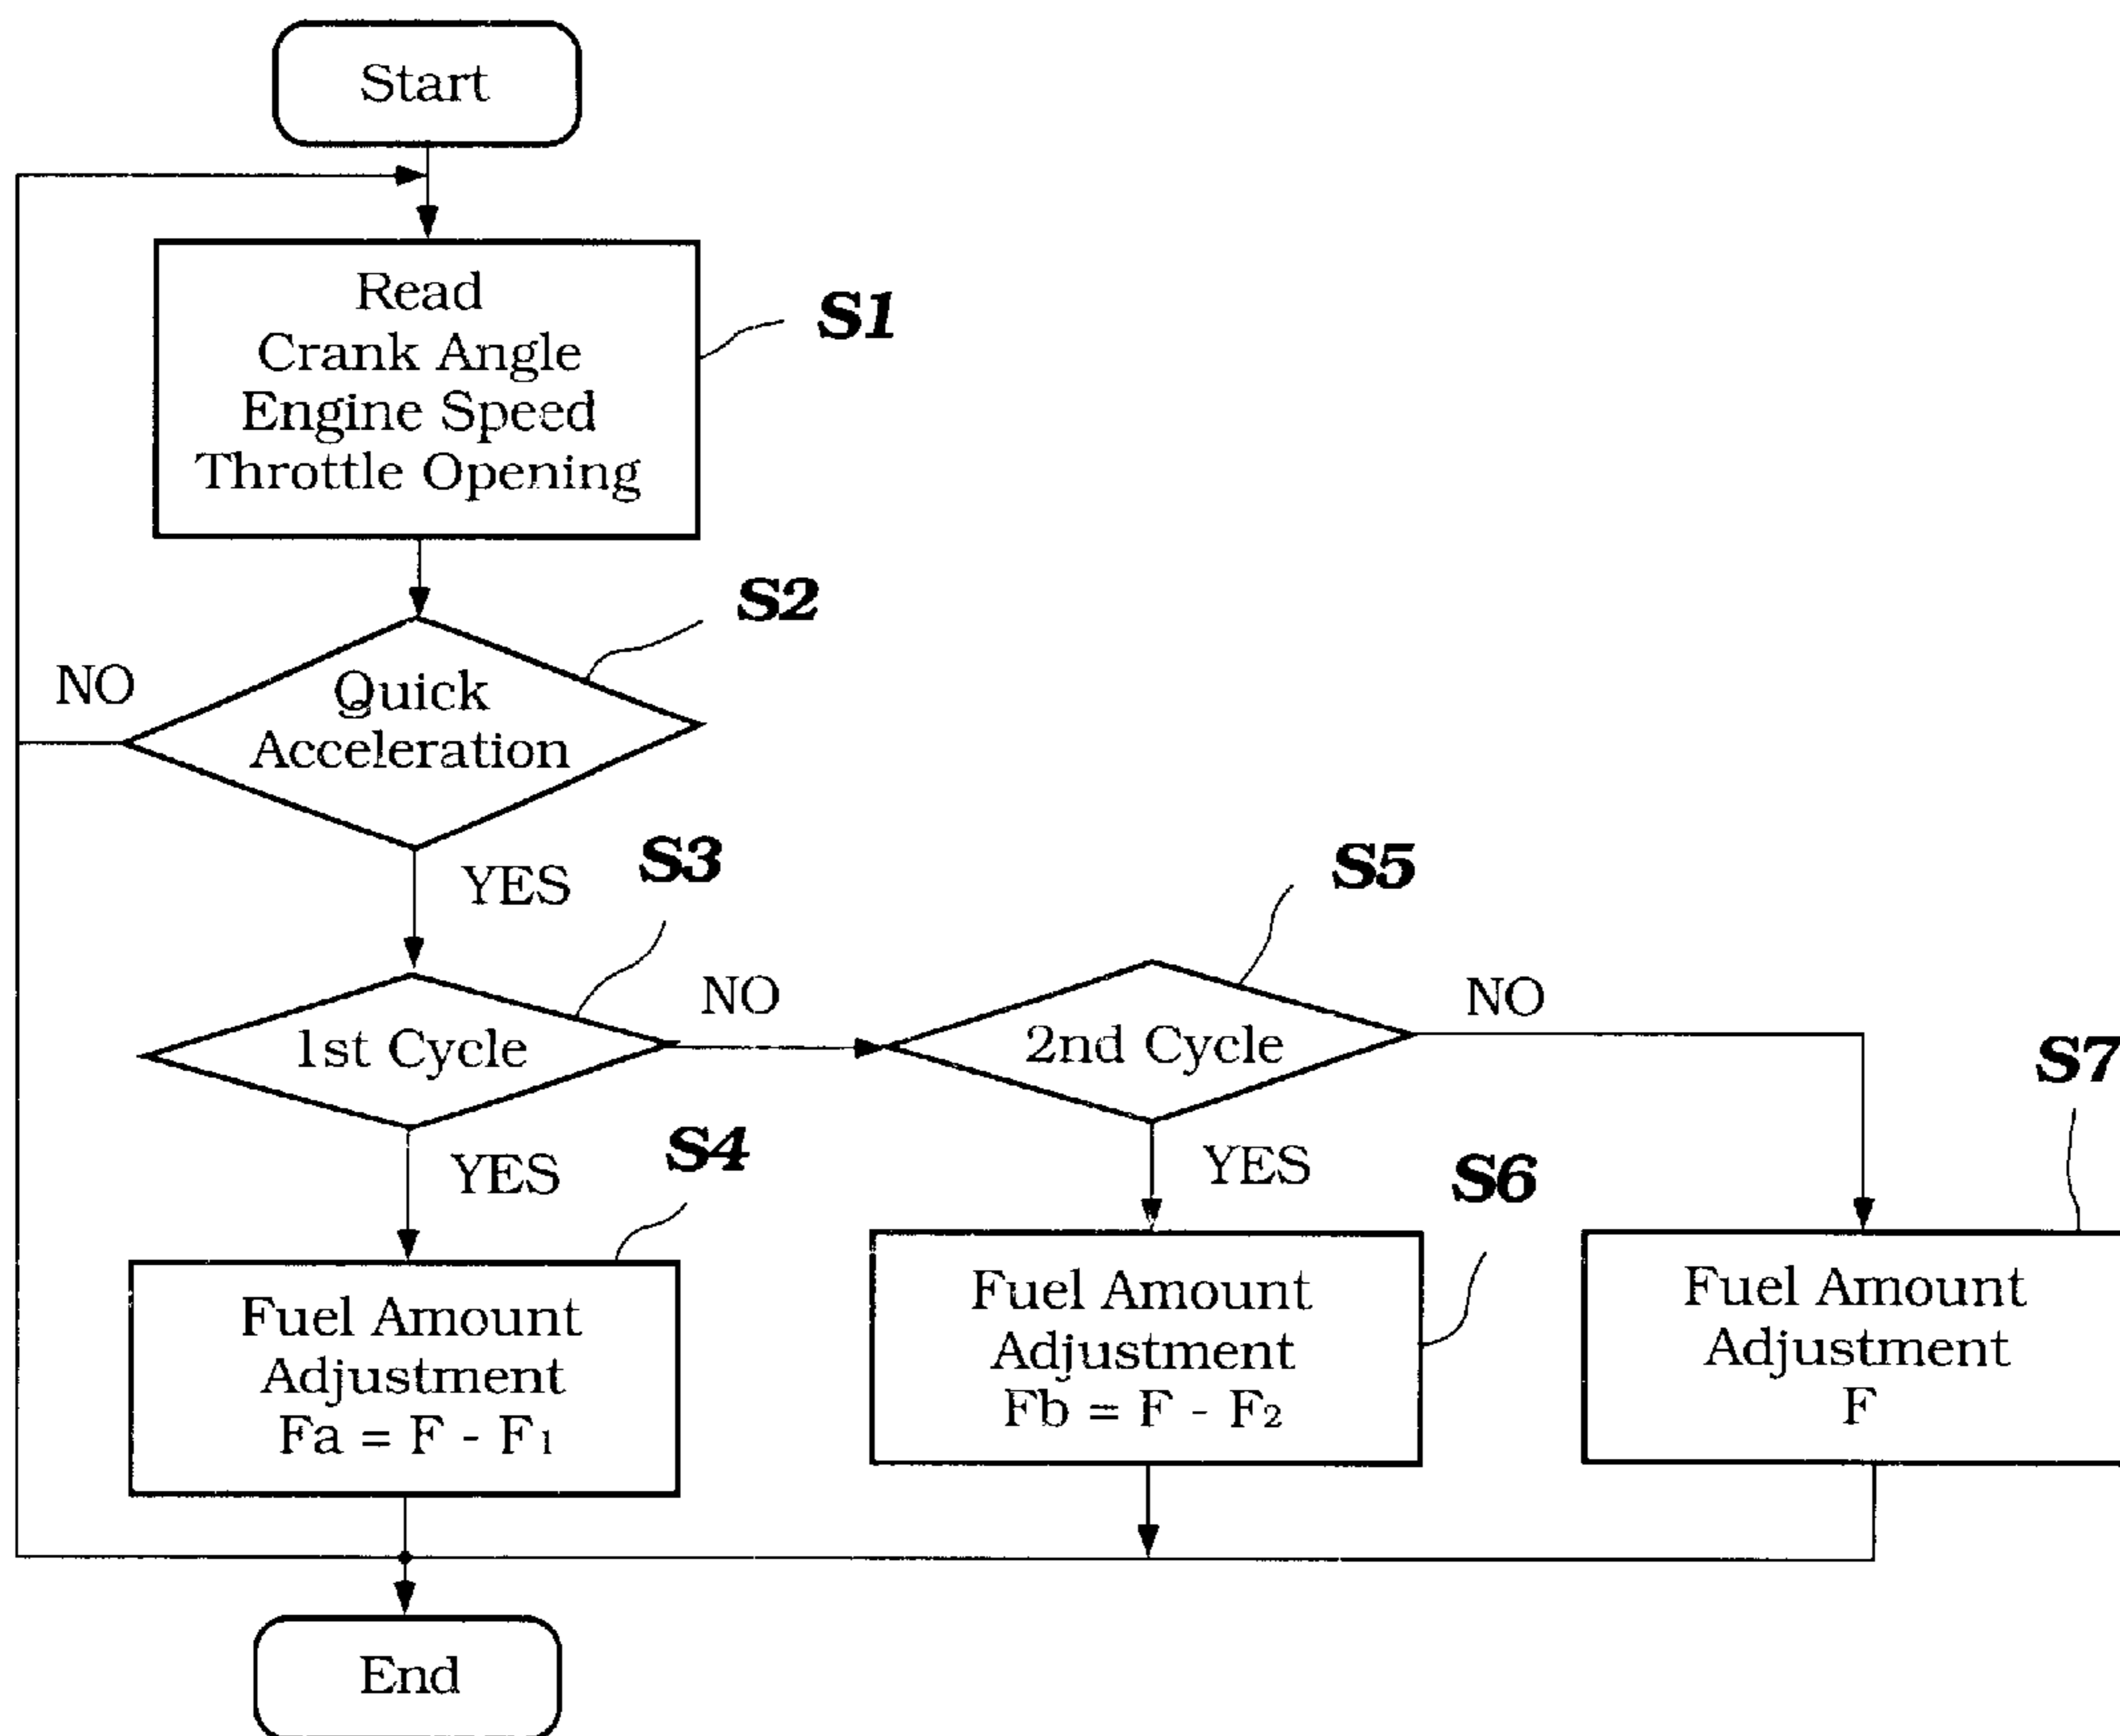 Start
Read
Crank Angle
Engine Speed
Throttle Opening
S1
S2
Quick
Acceleration
NO
YES
S3
1st Cycle
NO
S5
2nd Cycle
NO
YES
S4
Fuel Amount
Adjustment
Fa = F - F₁
YES
S6
Fuel Amount
Adjustment
Fb = F - F₂
S7
Fuel Amount
Adjustment
F
End